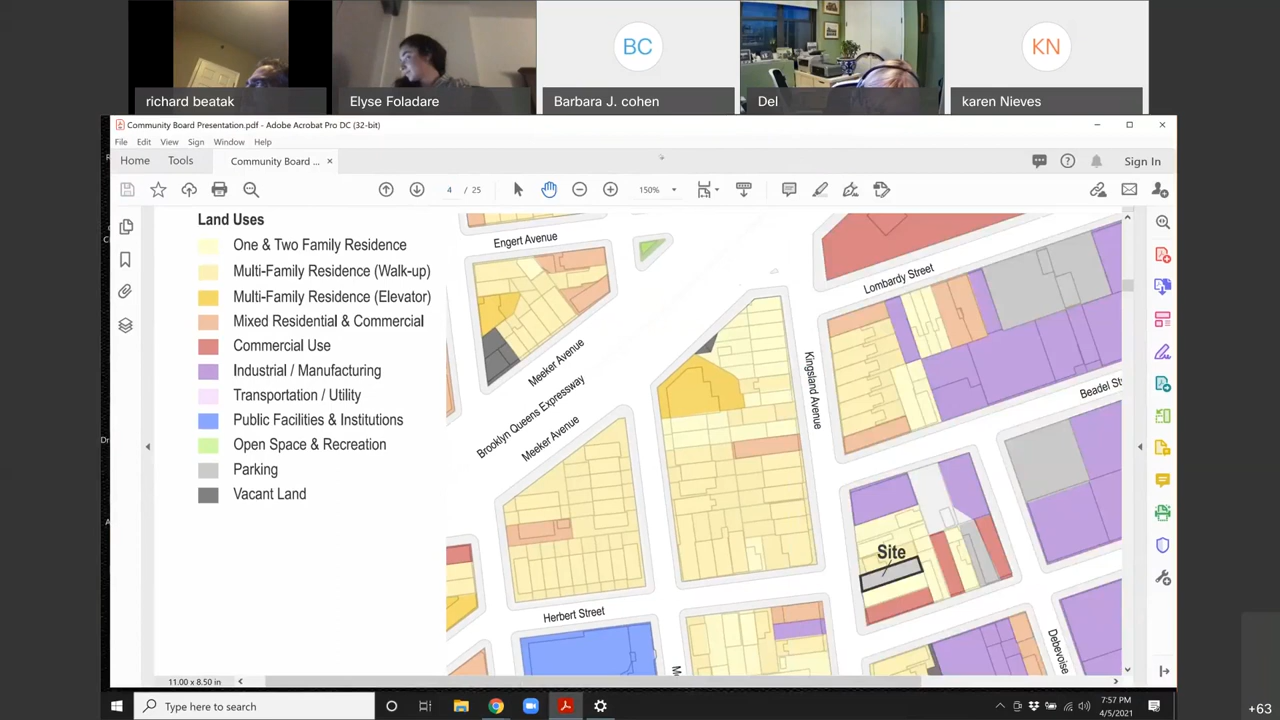 BC
KN
richard beatak
Elyse Foladare
Barbara J. cohen
Del
karen Nieves
Community Board Presentation.pdf - Adobe Acrobat Pro DC (32-bit)
File Edit View Sign Window Help
Home Tools Community Board ... × Sign In
4 / 25 150%
Land Uses
One & Two Family Residence
Multi-Family Residence (Walk-up)
Multi-Family Residence (Elevator)
Mixed Residential & Commercial
Commercial Use
Industrial / Manufacturing
Transportation / Utility
Public Facilities & Institutions
Open Space & Recreation
Parking
Vacant Land
Engert Avenue
Lombardy Street
Meeker Avenue
Brooklyn Queens Expressway
Meeker Avenue
Kingsland Avenue
Beadel St
Site
Herbert Street
Debevoise
11.00 x 8.50 in
Type here to search
7:57 PM
4/5/2021
+63